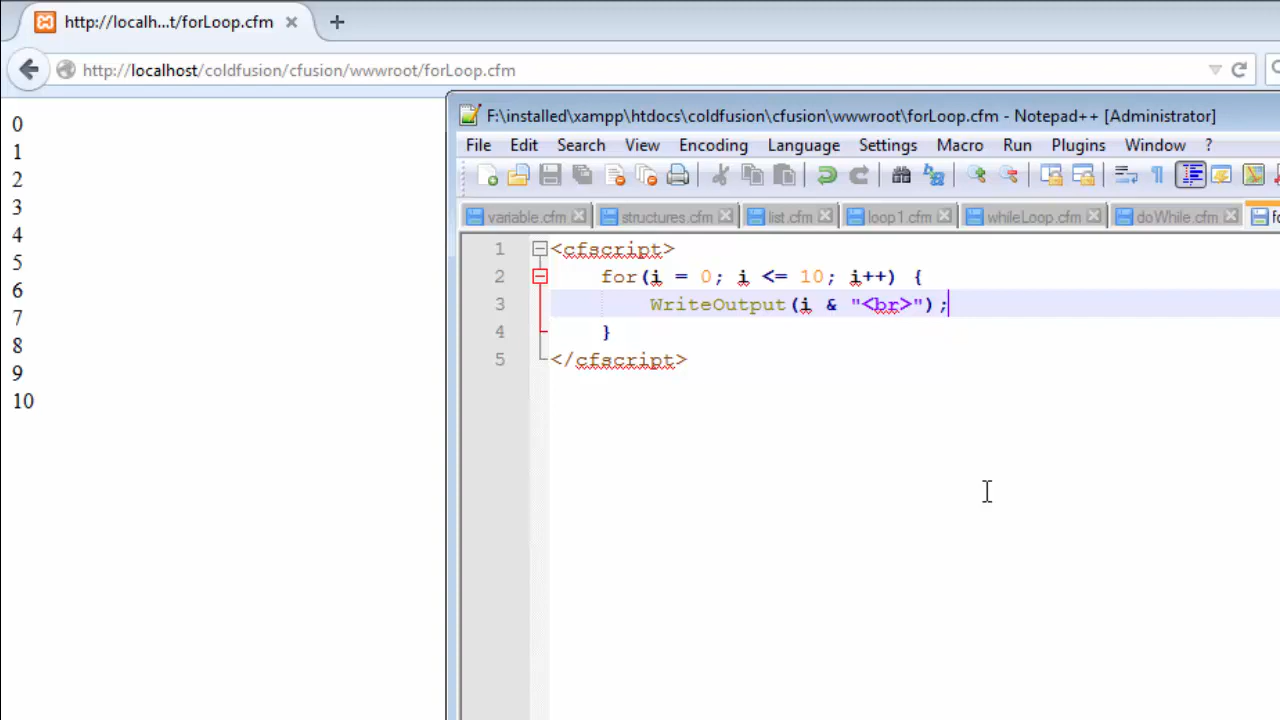 http://localh...t/forLoop.cfm
http://localhost/coldfusion/cfusion/wwwroot/forLoop.cfm
0
1
2
3
4
5
6
7
8
9
10
F:\installed\xampp\htdocs\coldfusion\cfusion\wwwroot\forLoop.cfm - Notepad++ [Administrator]
File Edit Search View Encoding Language Settings Macro Run Plugins Window ?
variable.cfm structures.cfm list.cfm loop1.cfm whileLoop.cfm doWhile.cfm fo
1 <cfscript>
2 for(i = 0; i <= 10; i++) {
3 WriteOutput(i & "<br>");
4 }
5 </cfscript>